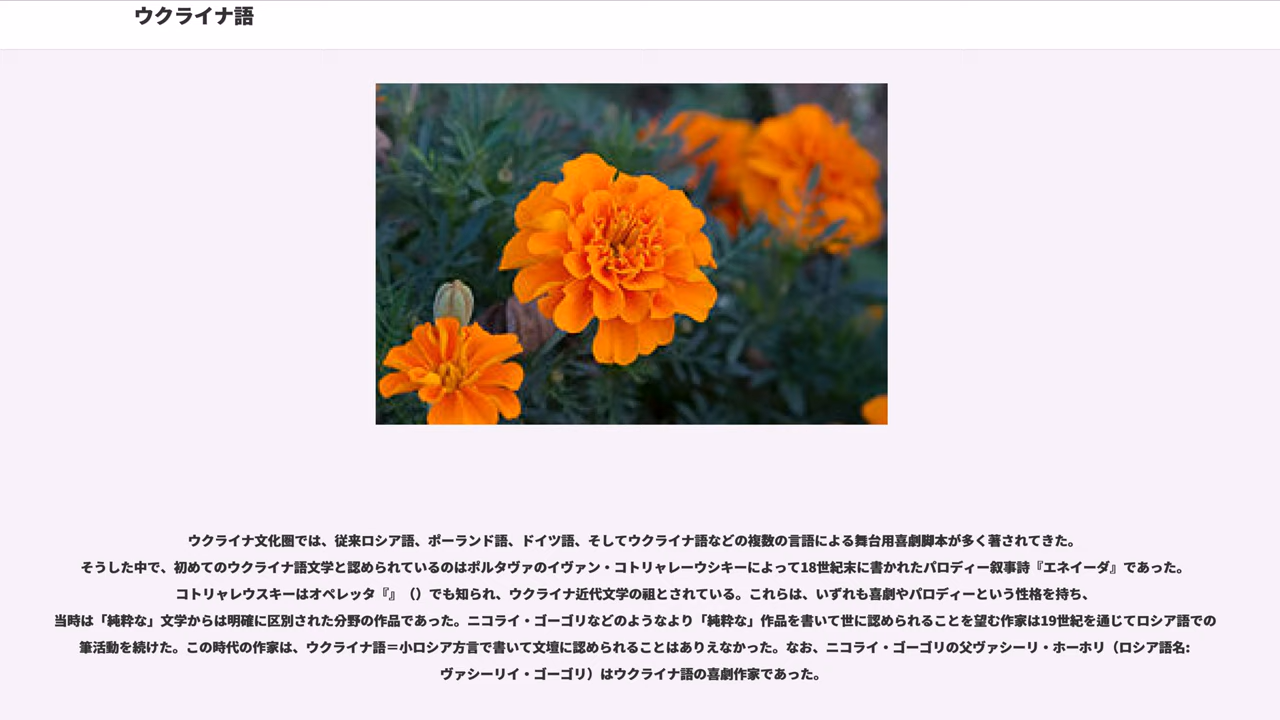 ウクライナ語
ウクライナ文化圏では、従来ロシア語、ポーランド語、ドイツ語、そしてウクライナ語などの複数の言語による舞台用喜劇脚本が多く著されてきた。
そうした中で、初めてのウクライナ語文学と認められているのはポルタヴァのイヴァン・コトリャレーウシキーによって18世紀末に書かれたパロディー叙事詩『エネイーダ』であった。
コトリャレウスキーはオペレッタ『』（）でも知られ、ウクライナ近代文学の祖とされている。これらは、いずれも喜劇やパロディーという性格を持ち、
当時は「純粋な」文学からは明確に区別された分野の作品であった。ニコライ・ゴーゴリなどのようなより「純粋な」作品を書いて世に認められることを望む作家は19世紀を通じてロシア語での
筆活動を続けた。この時代の作家は、ウクライナ語＝小ロシア方言で書いて文壇に認められることはありえなかった。なお、ニコライ・ゴーゴリの父ヴァシーリ・ホーホリ（ロシア語名:
ヴァシーリイ・ゴーゴリ）はウクライナ語の喜劇作家であった。